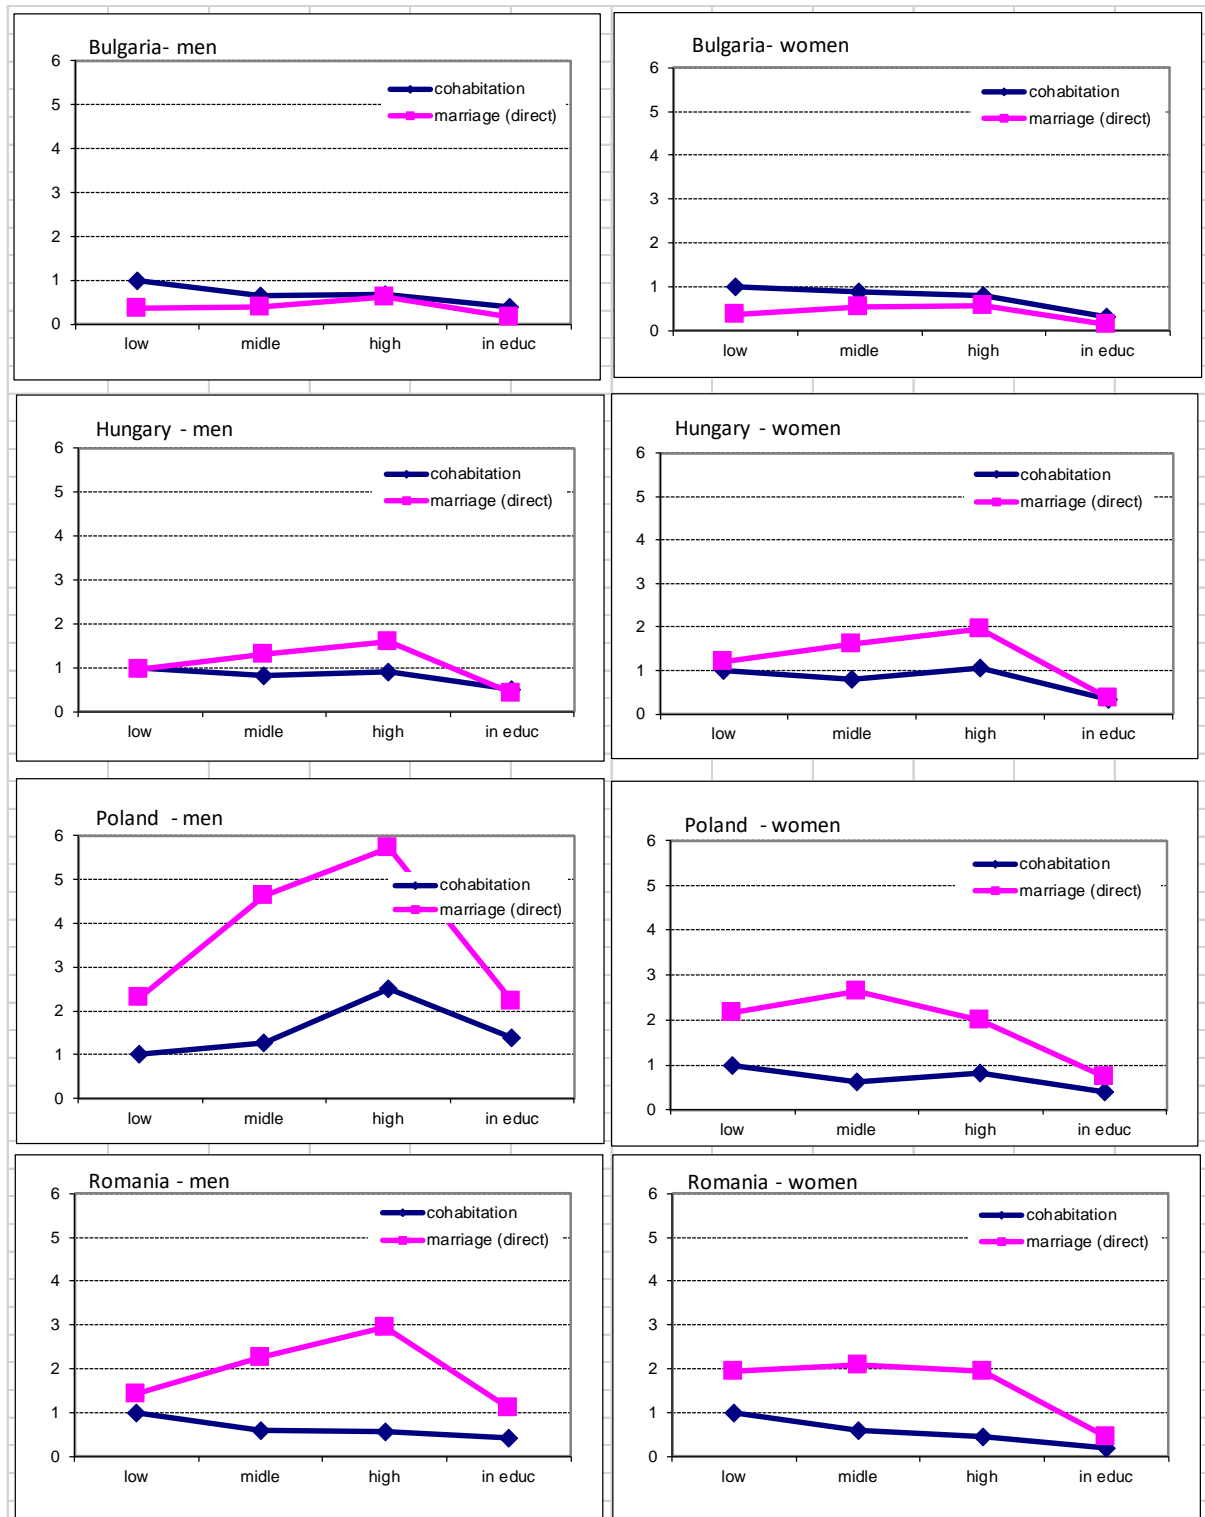 Bulgaria- men
6
5
4
3
2
1
0
cohabitation
marriage (direct)
low
midle
high
in educ
Bulgaria- women
6
5
4
3
2
1
0
cohabitation
marriage (direct)
low
midle
high
in educ
Hungary - men
6
5
4
3
2
1
0
cohabitation
marriage (direct)
low
midle
high
in educ
Hungary - women
6
5
4
3
2
1
0
cohabitation
marriage (direct)
low
midle
high
in educ
Poland - men
6
5
4
3
2
1
0
cohabitation
marriage (direct)
low
midle
high
in educ
Poland - women
6
5
4
3
2
1
0
cohabitation
marriage (direct)
low
midle
high
in educ
Romania - men
6
5
4
3
2
1
0
cohabitation
marriage (direct)
low
midle
high
in educ
Romania - women
6
5
4
3
2
1
0
cohabitation
marriage (direct)
low
midle
high
in educ